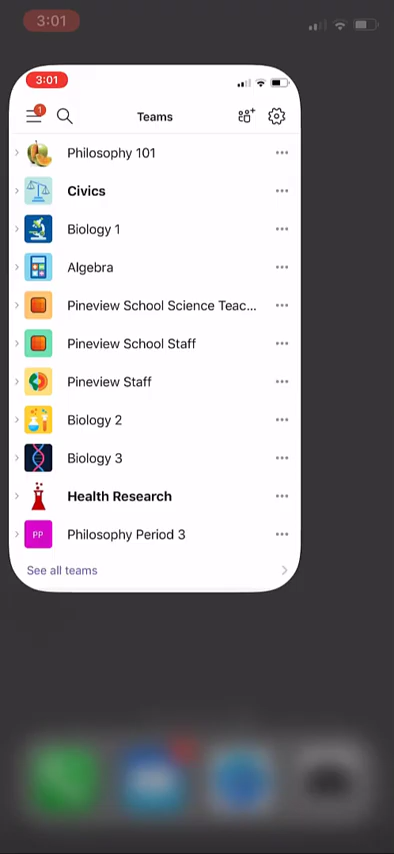 3:01
3:01
1
Teams
Philosophy 101
Civics
Biology 1
Algebra
Pineview School Science Teac...
Pineview School Staff
Pineview Staff
Biology 2
Biology 3
Health Research
PP Philosophy Period 3
See all teams